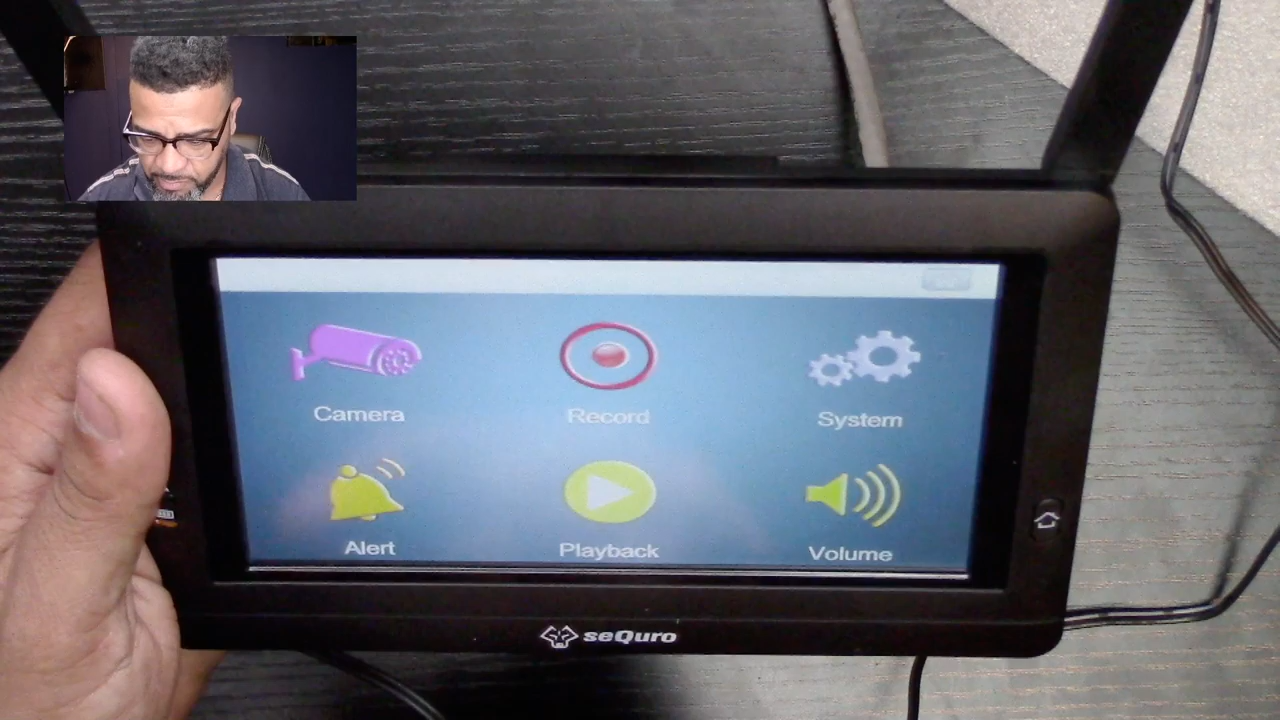 Camera
Record
System
Alert
Playback
Volume
seQuro